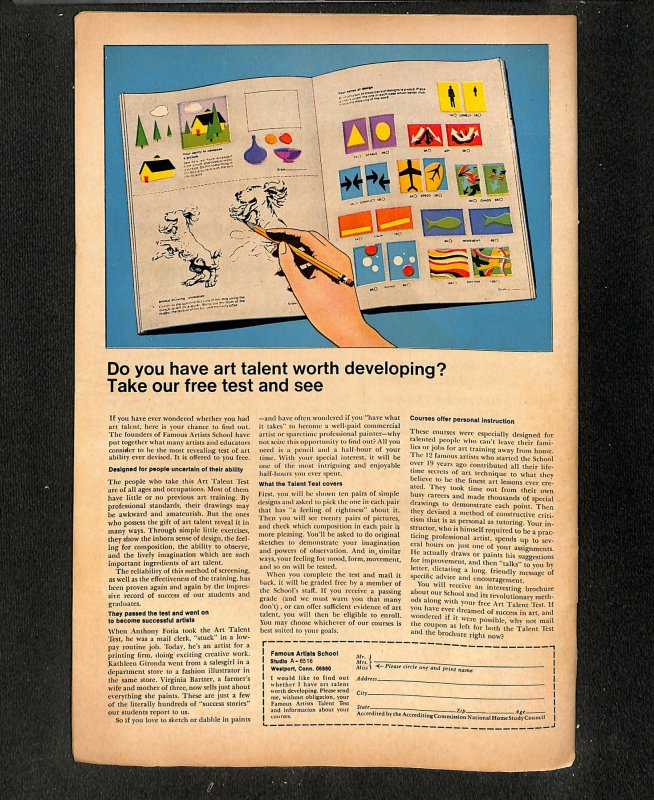 Your sense of design
Your ability to compose
a picture
LONELY
STABLE
CONFLICT
SPEED
CHAOS
CALM
MOVEMENT
RHYTHM
Do you have art talent worth developing?
Take our free test and see
If you have ever wondered whether you had
art talent, here is your chance to find out.
The founders of Famous Artists School have
put together what many artists and educators
consider to be the most revealing test of art
ability ever devised. It is offered to you free.
Designed for people uncertain of their ability
The people who take this Art Talent Test
are of all ages and occupations. Most of them
have little or no previous art training. By
professional standards, their drawings may
be awkward and amateurish. But the ones
who possess the gift of art talent reveal it in
many ways. Through simple little exercises,
they show the inborn sense of design, the feel-
ing for composition, the ability to observe,
and the lively imagination which are such
important ingredients of art talent.
The reliability of this method of screening,
as well as the effectiveness of the training, has
been proven again and again by the impres-
sive record of success of our students and
graduates.
They passed the test and went on
to become successful artists
When Anthony Fotia took the Art Talent
Test, he was a mail clerk, "stuck" in a low-
pay routine job. Today, he's an artist for a
printing firm, doing exciting creative work.
Kathleen Gironda went from a salesgirl in a
department store to a fashion illustrator in
the same store. Virginia Bartter, a farmer's
wife and mother of three, now sells just about
everything she paints. These are just a few
of the literally hundreds of "success stories"
our students report to us.
So if you love to sketch or dabble in paints
—and have often wondered if you "have what
it takes" to become a well-paid commercial
artist or sparetime professional painter—why
not seize this opportunity to find out? All you
need is a pencil and a half-hour of your
time. With your special interest, it will be
one of the most intriguing and enjoyable
half-hours you ever spent.
What the Talent Test covers
First, you will be shown ten pairs of simple
designs and asked to pick the one in each pair
that has "a feeling of rightness" about it.
Then you will see twenty pairs of pictures,
and check which composition in each pair is
more pleasing. You'll be asked to do original
sketches to demonstrate your imagination
and powers of observation. And in similar
ways, your feeling for mood, form, movement,
and so on will be tested.
When you complete the test and mail it
back, it will be graded free by a member of
the School's staff. If you receive a passing
grade (and we must warn you that many
don't), or can offer sufficient evidence of art
talent, you will then be eligible to enroll.
You may choose whichever of our courses is
best suited to your goals.
Courses offer personal instruction
These courses were especially designed for
talented people who can't leave their fami-
lies or jobs for art training away from home.
The 12 famous artists who started the School
over 19 years ago contributed all their life-
time secrets of art technique to what they
believe to be the finest art lessons ever cre-
ated. They took time out from their own
busy careers and made thousands of special
drawings to demonstrate each point. Then
they devised a method of constructive criti-
cism that is as personal as tutoring. Your in-
structor, who is himself required to be a prac-
ticing professional artist, spends up to sev-
eral hours on just one of your assignments.
He actually draws or paints his suggestions
for improvement, and then "talks" to you by
letter, dictating a long, friendly message of
specific advice and encouragement.
You will receive an interesting brochure
about our School and its revolutionary meth-
ods along with your free Art Talent Test. If
you have ever dreamed of success in art, and
wondered if it were possible, why not mail
the coupon at left for both the Talent Test
and the brochure right now?
Famous Artists School
Studio A-6516
Westport, Conn. 06880
I would like to find out
whether I have art talent
worth developing. Please send
me, without obligation, your
Famous Artists Talent Test
and information about your
courses.
Mr.
Mrs.
Miss
Please circle one and print name
Address
City
State Zip Age
Accredited by the Accrediting Commission National Home Study Council